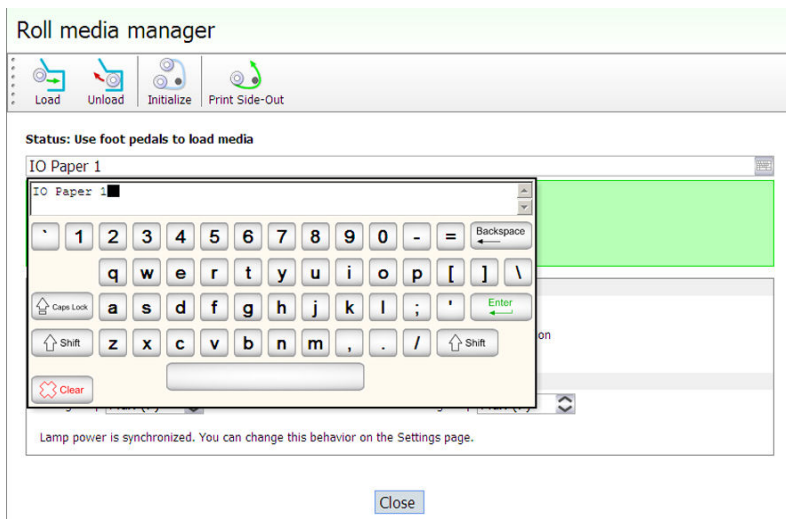 Roll media manager
Load Unload Initialize Print Side-Out
Status: Use foot pedals to load media
IO Paper 1
IO Paper 1
` 1 2 3 4 5 6 7 8 9 0 - = Backspace
q w e r t y u i o p [ ] \
Caps Lock a s d f g h j k l ; ' Enter
Shift z x c v b n m , . / Shift
on
Clear
Lamp power is synchronized. You can change this behavior on the Settings page.
Close